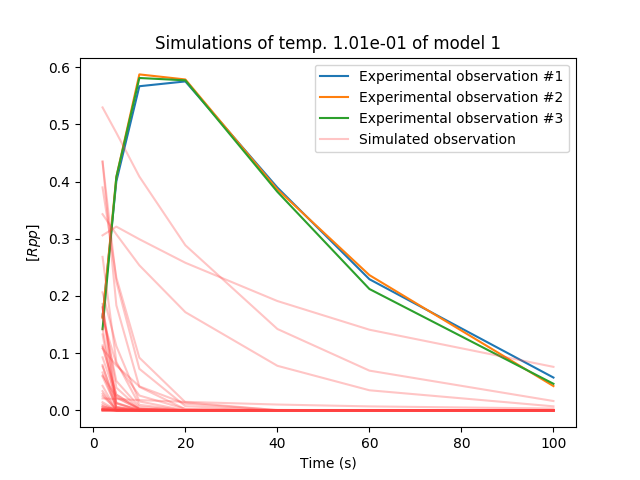 Simulations of temp. 1.01e-01 of model 1
Experimental observation #1
Experimental observation #2
Experimental observation #3
Simulated observation
[Rpp]
0.6
0.5
0.4
0.3
0.2
0.1
0.0
0 20 40 60 80 100
Time (s)